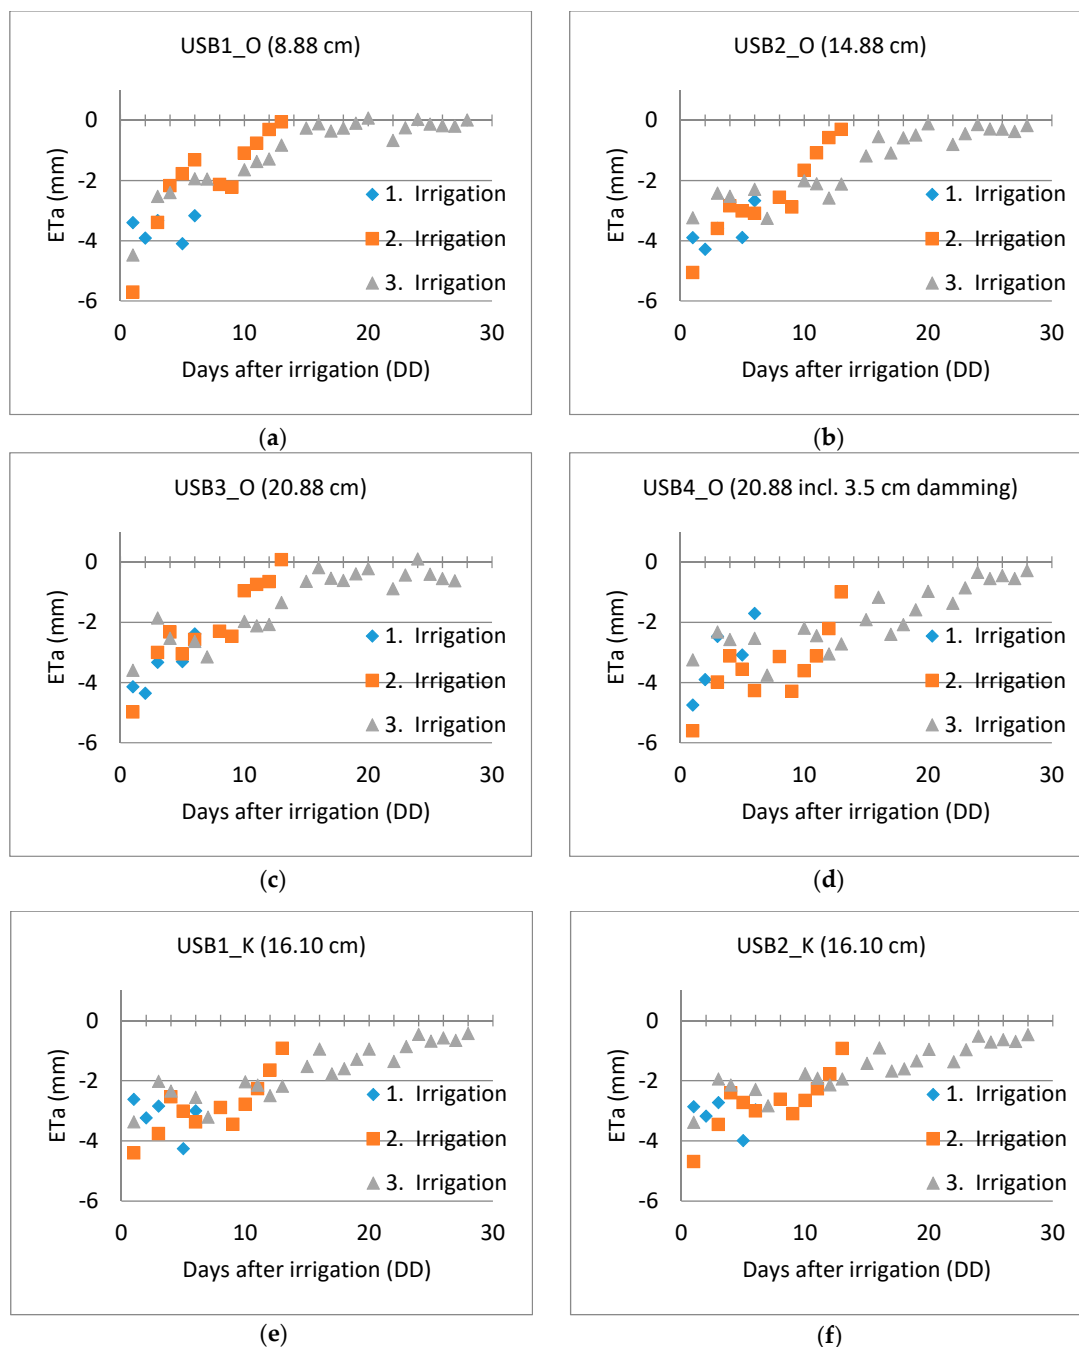 USB1_O (8.88 cm)
0
-2
-4
-6
ETa (mm)
1. Irrigation
2. Irrigation
3. Irrigation
0 10 20 30
Days after irrigation (DD)
(a)
USB2_O (14.88 cm)
0
-2
-4
-6
ETa (mm)
1. Irrigation
2. Irrigation
3. Irrigation
0 10 20 30
Days after irrigation (DD)
(b)
USB3_O (20.88 cm)
0
-2
-4
-6
ETa (mm)
1. Irrigation
2. Irrigation
3. Irrigation
0 10 20 30
Days after irrigation (DD)
(c)
USB4_O (20.88 incl. 3.5 cm damming)
0
-2
-4
-6
ETa (mm)
1. Irrigation
2. Irrigation
3. Irrigation
0 10 20 30
Days after irrigation (DD)
(d)
USB1_K (16.10 cm)
0
-2
-4
-6
ETa (mm)
1. Irrigation
2. Irrigation
3. Irrigation
0 10 20 30
Days after irrigation (DD)
(e)
USB2_K (16.10 cm)
0
-2
-4
-6
ETa (mm)
1. Irrigation
2. Irrigation
3. Irrigation
0 10 20 30
Days after irrigation (DD)
(f)